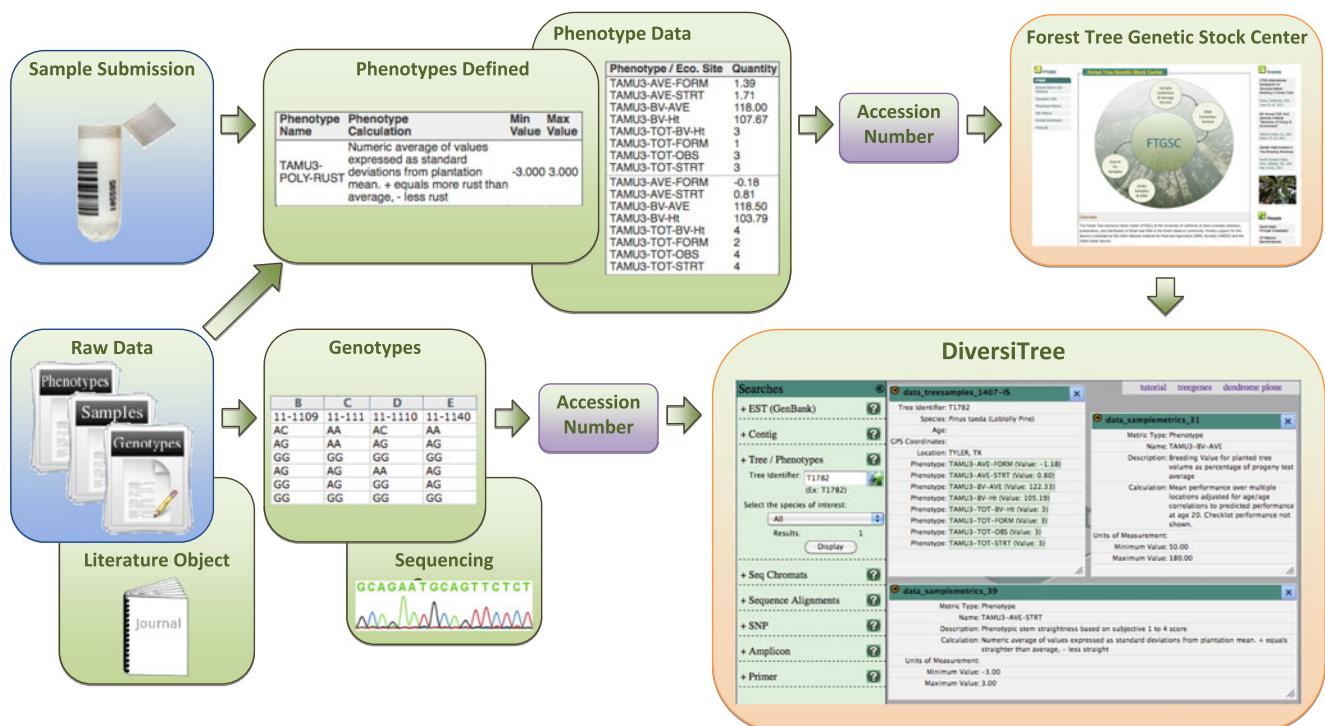 Sample Submission
105595
Phenotypes Defined
Phenotype Name
Phenotype Calculation
Min Value
Max Value
TAMU3-POLY-RUST
Numeric average of values
expressed as standard
deviations from plantation
mean. + equals more rust than
average, - less rust
-3.000 3.000
Phenotype Data
Phenotype / Eco. Site Quantity
TAMU3-AVE-FORM 1.39
TAMU3-AVE-STRT 1.71
TAMU3-BV-AVE 118.00
TAMU3-BV-Ht 107.67
TAMU3-TOT-BV-Ht 3
TAMU3-TOT-FORM 1
TAMU3-TOT-OBS 3
TAMU3-TOT-STRT 3
TAMU3-AVE-FORM -0.18
TAMU3-AVE-STRT 0.81
TAMU3-BV-AVE 118.50
TAMU3-BV-Ht 103.79
TAMU3-TOT-BV-Ht 4
TAMU3-TOT-FORM 2
TAMU3-TOT-OBS 4
TAMU3-TOT-STRT 4
Accession
Number
Forest Tree Genetic Stock Center
FTGSC
Forest Tree Genetic Stock Center
FTGSC
Events
People
Overview
Raw Data
Phenotypes
Samples
Genotypes
Literature Object
Journal
Genotypes
B C D E
11-1109 11-111 11-1110 11-1140
AC AA AC AA
AG AA AG AG
GG GG GG GG
AG AG AA AG
GG AG GG AG
GG GG GG GG
Sequencing
GCAGAATGCAGTTCTCT
Accession
Number
DiversiTree
Searches
+ EST (GenBank) ?
+ Contig ?
+ Tree / Phenotypes ?
Tree Identifier: T1782
(Ex: T1782)
Select the species of interest:
All
Results: 1
Display
+ Seq Chromats ?
+ Sequence Alignments ?
+ SNP ?
+ Amplicon ?
+ Primer ?
tutorial treegenes dendrome plone
data_treesamples_1407-IS
Tree Identifier: T1782
Species: Pinus taeda (Loblolly Pine)
Age:
GPS Coordinates:
Location: TYLER, TX
Phenotype: TAMU3-AVE-FORM (Value: -1.18)
Phenotype: TAMU3-AVE-STRT (Value: 0.80)
Phenotype: TAMU3-BV-AVE (Value: 122.33)
Phenotype: TAMU3-BV-Ht (Value: 105.19)
Phenotype: TAMU3-TOT-BV-Ht (Value: 3)
Phenotype: TAMU3-TOT-FORM (Value: 3)
Phenotype: TAMU3-TOT-OBS (Value: 3)
Phenotype: TAMU3-TOT-STRT (Value: 3)
data_samplemetrics_31
Metric Type: Phenotype
Name: TAMU3-BV-AVE
Description: Breeding Value for planted tree
volume as percentage of progeny test
average
Calculation: Mean performance over multiple
locations adjusted for age/age
correlations to predicted performance
at age 20. Checklot performance not
shown.
Units of Measurement:
Minimum Value: 50.00
Maximum Value: 180.00
data_samplemetrics_39
Metric Type: Phenotype
Name: TAMU3-AVE-STRT
Description: Phenotypic stem straightness based on subjective 1 to 4 score
Calculation: Numeric average of values expressed as standard deviations from plantation mean. + equals
straighter than average, - less straight
Units of Measurement:
Minimum Value: -3.00
Maximum Value: 3.00